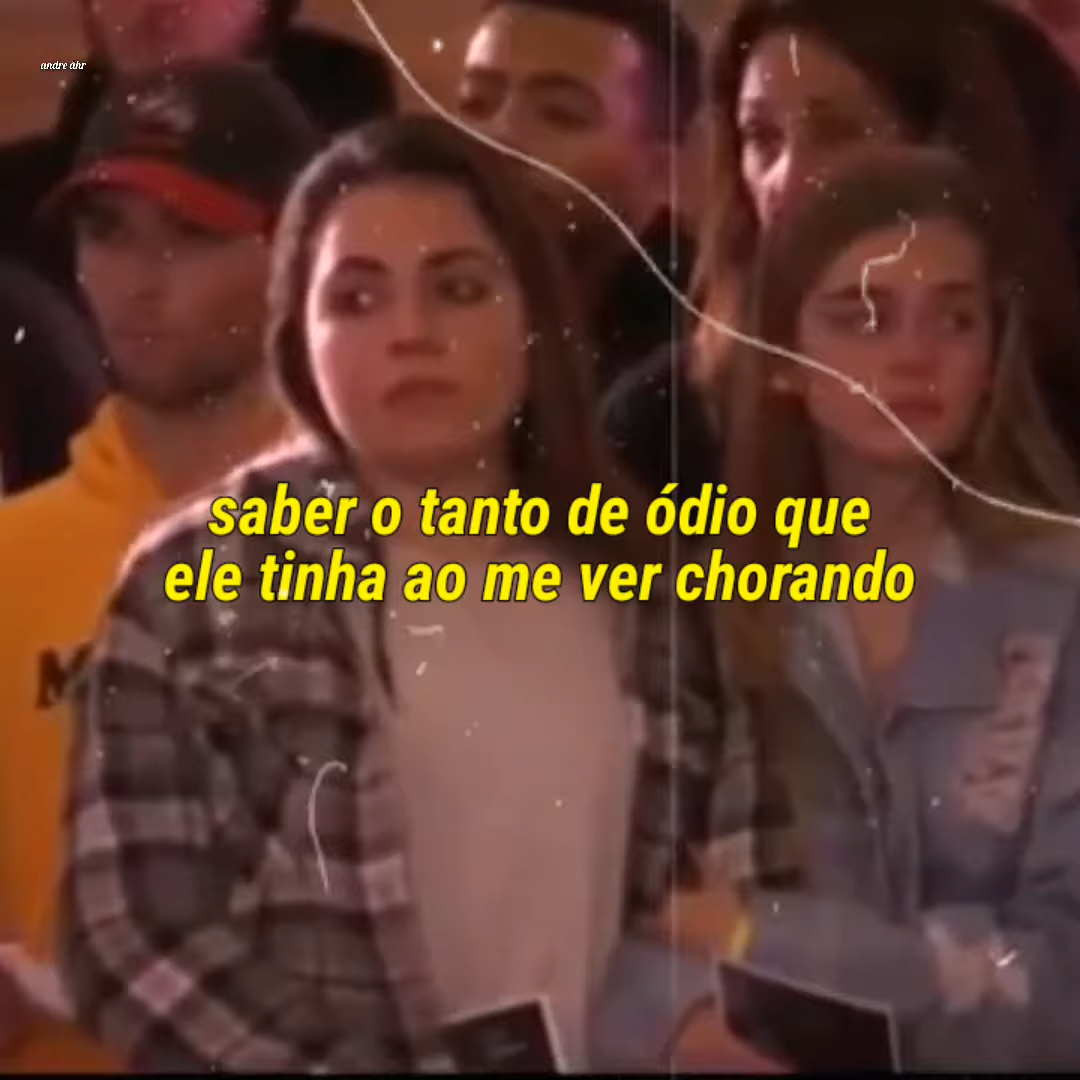 andre ahr
saber o tanto de ódio que
ele tinha ao me ver chorando